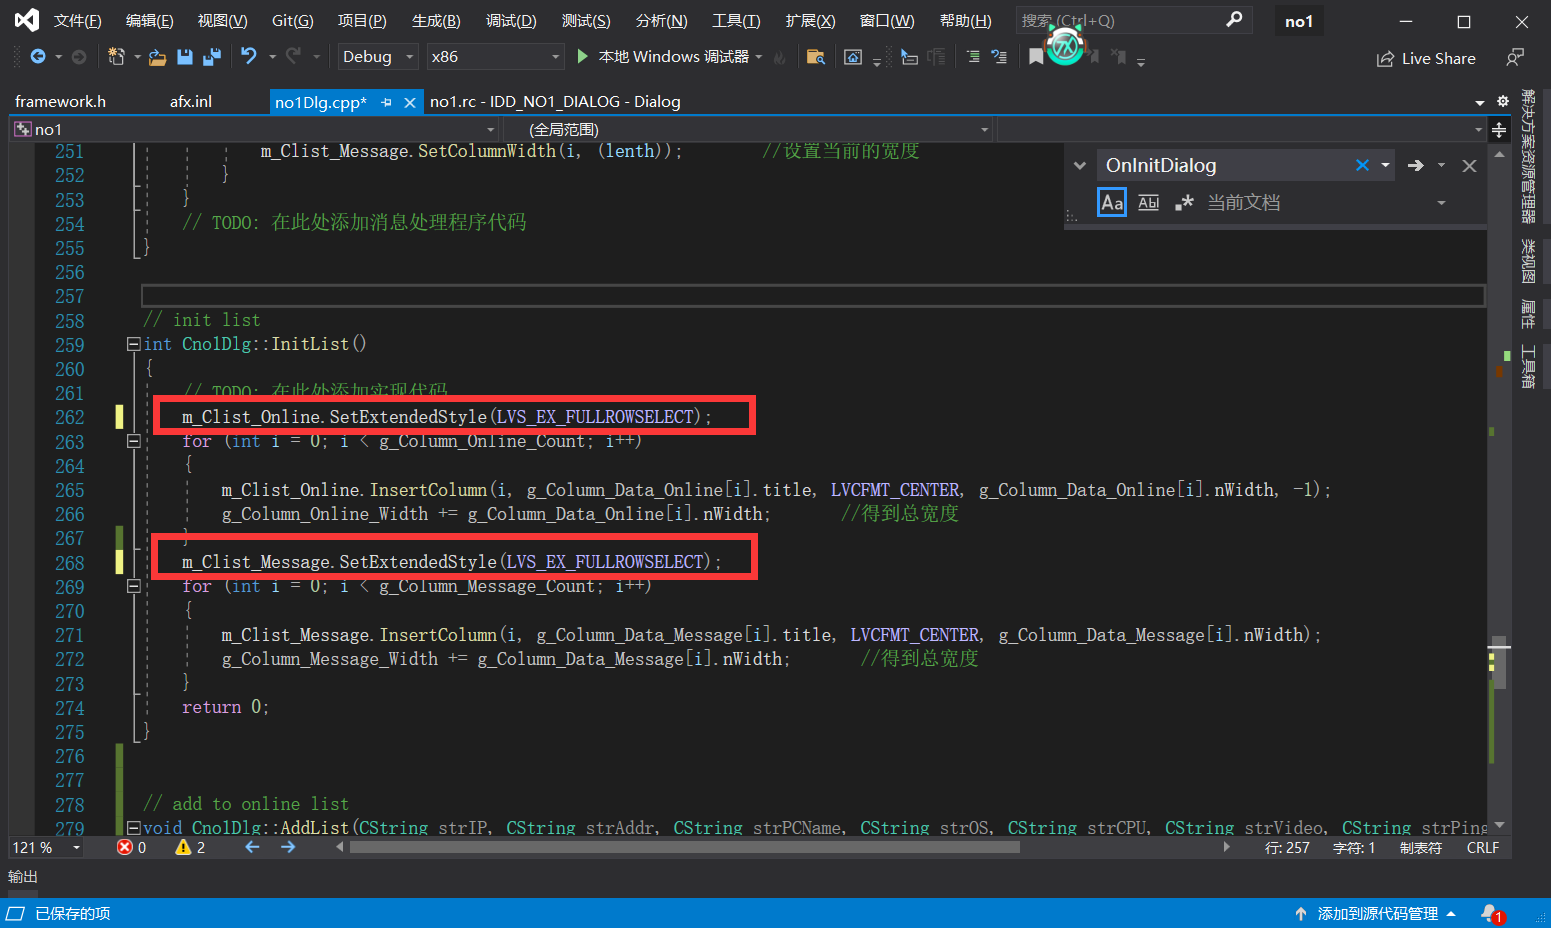 文件(F) 编辑(E) 视图(V) Git(G) 项目(P) 生成(B) 调试(D) 测试(S) 分析(N) 工具(T) 扩展(X) 窗口(W) 帮助(H) 搜索 (Ctrl+Q) no1
Debug x86 本地 Windows 调试器 Live Share
framework.h afx.inl no1Dlg.cpp* no1.rc - IDD_NO1_DIALOG - Dialog
no1 (全局范围)
OnInitDialog
Aa Abl .* 当前文档
251 m_Clist_Message.SetColumnWidth(i, (lenth)); //设置当前的宽度
252 }
253 }
254 // TODO: 在此处添加消息处理程序代码
255 }
256
257
258 // init list
259 int Cno1Dlg::InitList()
260 {
261 // TODO: 在此处添加实现代码
262 m_Clist_Online.SetExtendedStyle(LVS_EX_FULLROWSELECT);
263 for (int i = 0; i < g_Column_Online_Count; i++)
264 {
265 m_Clist_Online.InsertColumn(i, g_Column_Data_Online[i].title, LVCFMT_CENTER, g_Column_Data_Online[i].nWidth, -1);
266 g_Column_Online_Width += g_Column_Data_Online[i].nWidth; //得到总宽度
267 }
268 m_Clist_Message.SetExtendedStyle(LVS_EX_FULLROWSELECT);
269 for (int i = 0; i < g_Column_Message_Count; i++)
270 {
271 m_Clist_Message.InsertColumn(i, g_Column_Data_Message[i].title, LVCFMT_CENTER, g_Column_Data_Message[i].nWidth);
272 g_Column_Message_Width += g_Column_Data_Message[i].nWidth; //得到总宽度
273 }
274 return 0;
275 }
276
277
278 // add to online list
279 void Cno1Dlg::AddList(CString strIP, CString strAddr, CString strPCName, CString strOS, CString strCPU, CString strVideo, CString strPing
解决方案资源管理器
类视图
属性
工具箱
121 % 0 2 行: 257 字符: 1 制表符 CRLF
输出
已保存的项 添加到源代码管理 1